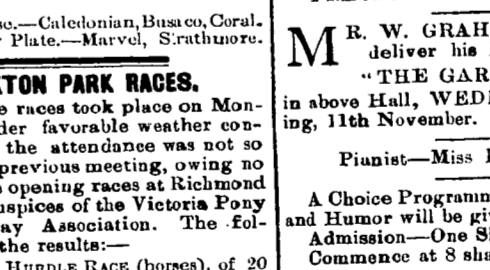 —Caledonian, Busaco, Coral.
Plate.—Marvel, Strathmore.
TON PARK RACES.
races took place on Mon-
der favorable weather con-
the attendance was not so
previous meeting, owing no
opening races at Richmond
uspices of the Victoria Pony
ay Association. The fol-
the results:—
HURDLE RACE (horses), of 20
MR. W. GRAH
deliver his
"THE GAR
in above Hall, WED
ing, 11th November.
Pianist—Miss
A Choice Programm
and Humor will be gi
Admission—One S
Commence at 8 sha